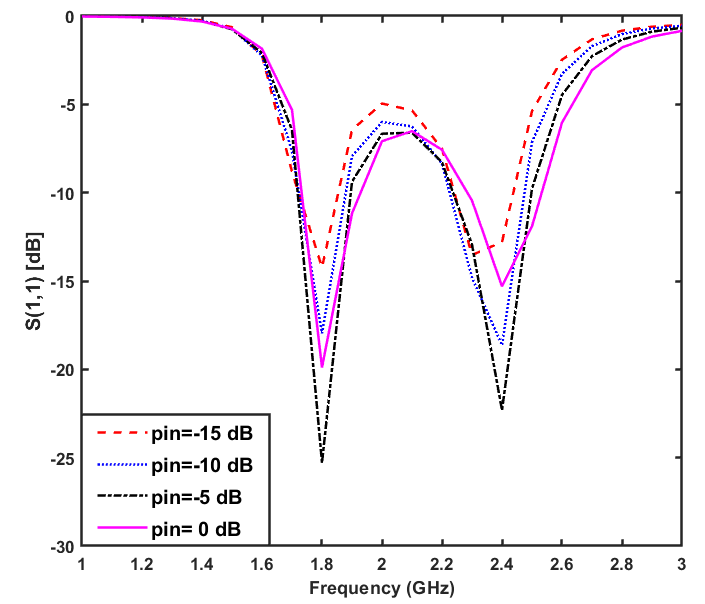 0
-5
-10
-15
-20
-25
-30
S(1,1) [dB]
pin=-15 dB
pin=-10 dB
pin=-5 dB
pin= 0 dB
1 1.2 1.4 1.6 1.8 2 2.2 2.4 2.6 2.8 3
Frequency (GHz)